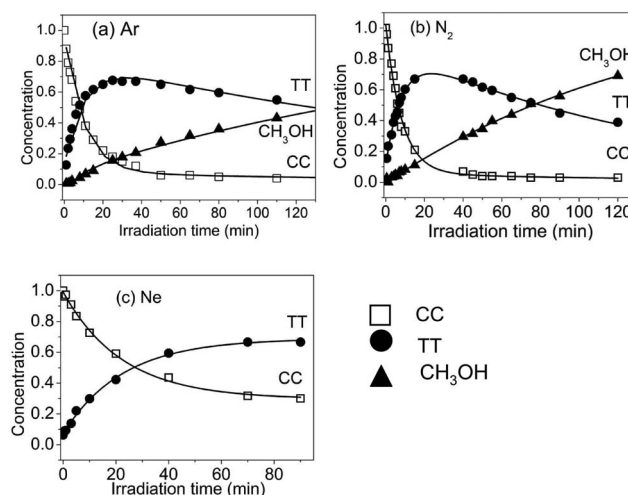 (a) Ar
TT
CH₃OH
CC
Concentration
1.0
0.8
0.6
0.4
0.2
0.0
0 20 40 60 80 100 120
Irradiation time (min)
(b) N₂
CH₃OH
TT
CC
Concentration
1.0
0.8
0.6
0.4
0.2
0.0
0 20 40 60 80 100 120
Irradiation time (min)
(c) Ne
TT
CC
Concentration
1.0
0.8
0.6
0.4
0.2
0.0
0 20 40 60 80
Irradiation time (min)
CC
TT
CH₃OH